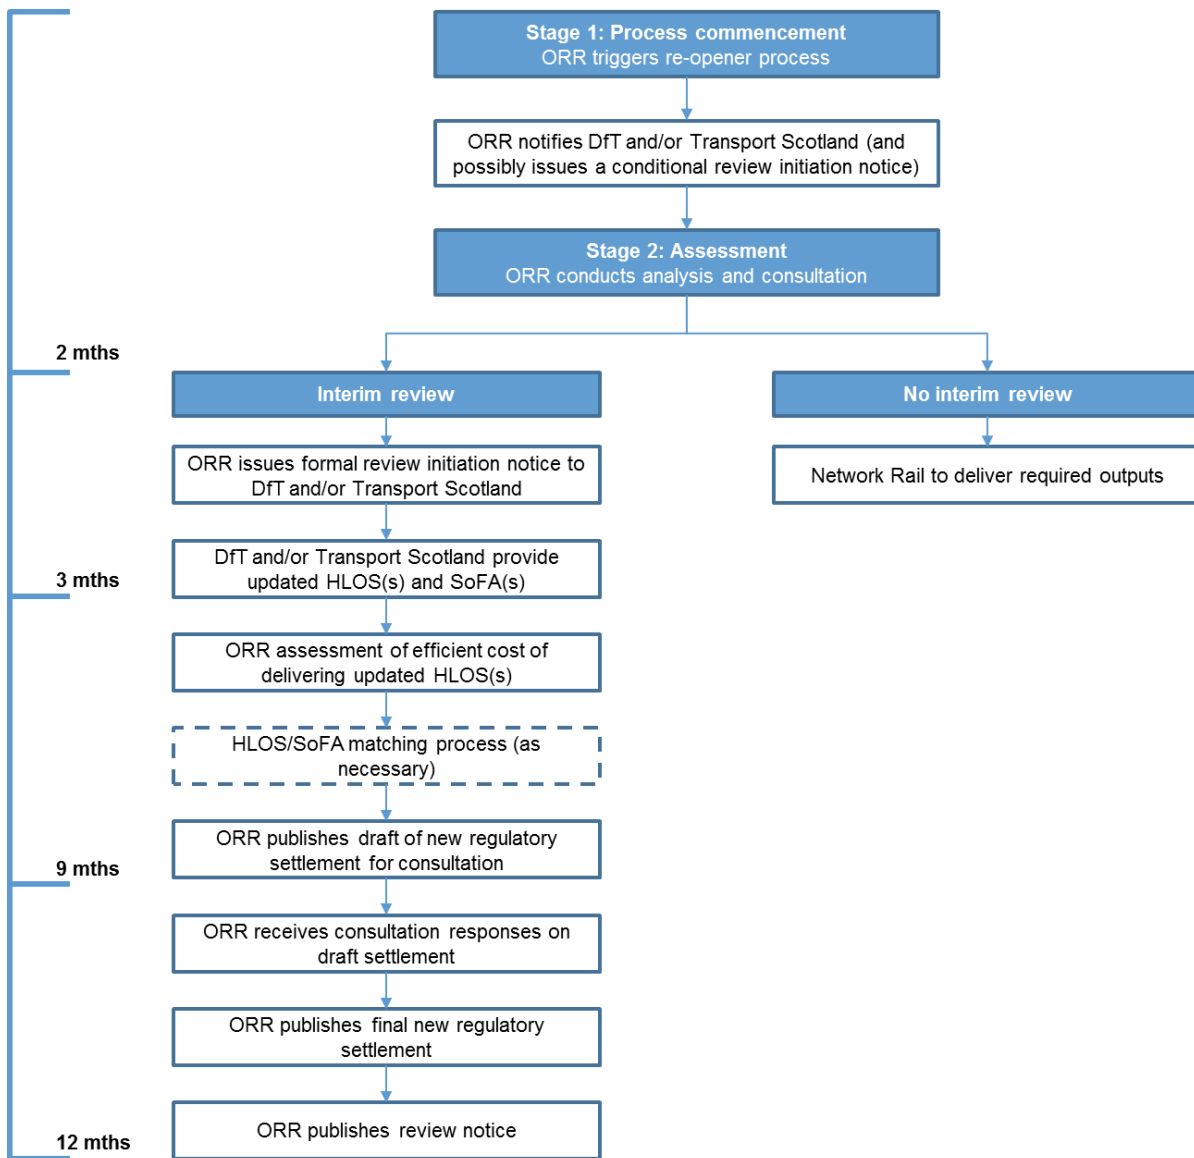 Stage 1: Process commencement
ORR triggers re-opener process
ORR notifies DfT and/or Transport Scotland (and
possibly issues a conditional review initiation notice)
Stage 2: Assessment
ORR conducts analysis and consultation
2 mths
Interim review
No interim review
ORR issues formal review initiation notice to
DfT and/or Transport Scotland
Network Rail to deliver required outputs
DfT and/or Transport Scotland provide
updated HLOS(s) and SoFA(s)
3 mths
ORR assessment of efficient cost of
delivering updated HLOS(s)
HLOS/SoFA matching process (as
necessary)
ORR publishes draft of new regulatory
settlement for consultation
9 mths
ORR receives consultation responses on
draft settlement
ORR publishes final new regulatory
settlement
ORR publishes review notice
12 mths